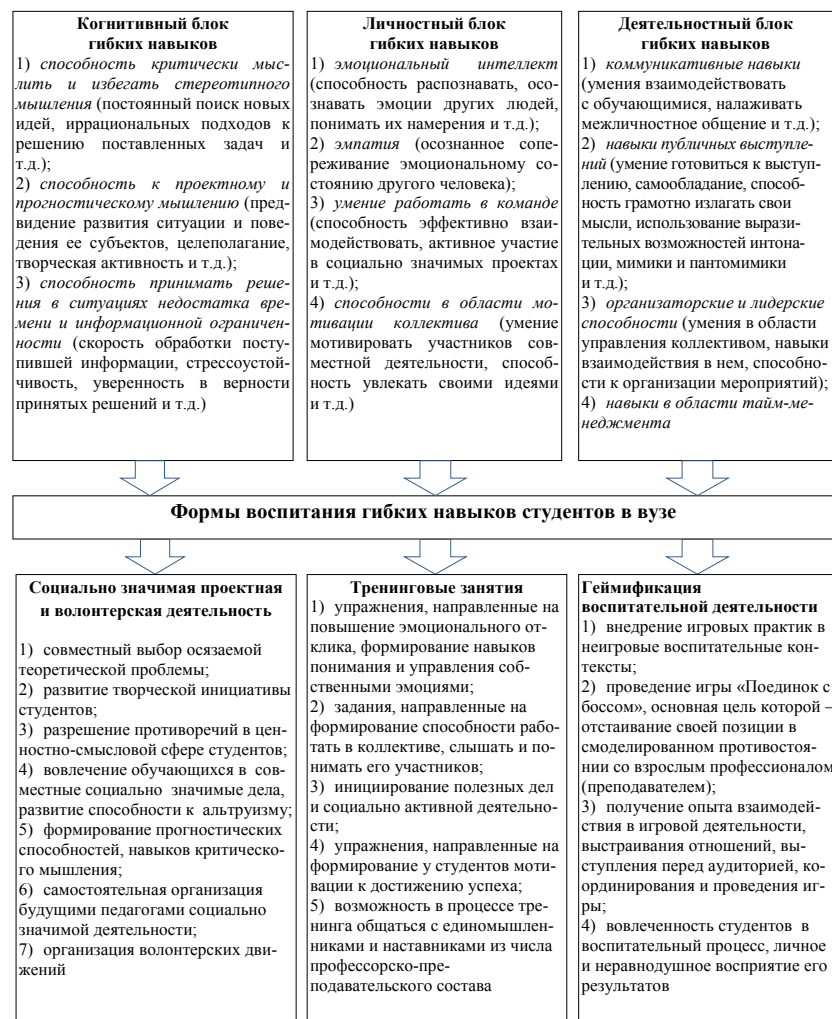 Когнитивный блок
гибких навыков
1) способность критически мыс-
лить и избегать стереотипного
мышления (постоянный поиск новых
идей, иррациональных подходов к
решению поставленных задач и
т.д.);
2) способность к проектному и
прогностическому мышлению (пред-
видение развития ситуации и пове-
дения ее субъектов, целеполагание,
творческая активность и т.д.);
3) способность принимать реше-
ния в ситуациях недостатка вре-
мени и информационной ограничен-
ности (скорость обработки посту-
пившей информации, стрессоустой-
чивость, уверенность в верности
принятых решений и т.д.)
Личностный блок
гибких навыков
1) эмоциональный интеллект
(способность распознавать, осо-
знавать эмоции других людей,
понимать их намерения и т.д.);
2) эмпатия (осознанное сопе-
реживание эмоциональному со-
стоянию другого человека);
3) умение работать в команде
(способность эффективно взаи-
модействовать, активное участие
в социально значимых проектах
и т.д.);
4) способности в области мо-
тивации коллектива (умение
мотивировать участников сов-
местной деятельности, способ-
ность увлекать своими идеями
и т.д.)
Деятельностный блок
гибких навыков
1) коммуникативные навыки
(умения взаимодействовать
с обучающимися, налаживать
межличностное общение и т.д.);
2) навыки публичных выступле-
ний (умение готовиться к выступ-
лению, самообладание, способ-
ность грамотно излагать свои
мысли, использование вырази-
тельных возможностей интона-
ции, мимики и пантомимики
и т.д.);
3) организаторские и лидерские
способности (умения в области
управления коллективом, навыки
взаимодействия в нем, способно-
сти к организации мероприятий);
4) навыки в области тайм-ме-
неджмента
Формы воспитания гибких навыков студентов в вузе
Социально значимая проектная
и волонтерская деятельность
1) совместный выбор осязаемой
теоретической проблемы;
2) развитие творческой инициативы
студентов;
3) разрешение противоречий в цен-
ностно-смысловой сфере студентов;
4) вовлечение обучающихся в сов-
местные социально значимые дела,
развитие способности к альтруизму;
5) формирование прогностических
способностей, навыков критическо-
го мышления;
6) самостоятельная организация
будущими педагогами социально
значимой деятельности;
7) организация волонтерских дви-
жений
Тренинговые занятия
1) упражнения, направленные на
повышение эмоционального от-
клика, формирование навыков
понимания и управления соб-
ственными эмоциями;
2) задания, направленные на
формирование способности рабо-
тать в коллективе, слышать и по-
нимать его участников;
3) инициирование полезных дел
и социально активной деятельно-
сти;
4) упражнения, направленные на
формирование у студентов моти-
вации к достижению успеха;
5) возможность в процессе тре-
нинга общаться с единомышлен-
никами и наставниками из числа
профессорско-пре-
подавательского состава
Геймификация
воспитательной деятельности
1) внедрение игровых практик в
неигровые воспитательные кон-
тексты;
2) проведение игры «Поединок с
боссом», основная цель которой –
отстаивание своей позиции в
смоделированном противостоя-
нии со взрослым профессионалом
(преподавателем);
3) получение опыта взаимодей-
ствия в игровой деятельности,
выстраивания отношений, вы-
ступления перед аудиторией, ко-
ординирования и проведения иг-
ры;
4) вовлеченность студентов в
воспитательный процесс, личное
и неравнодушное восприятие его
результатов